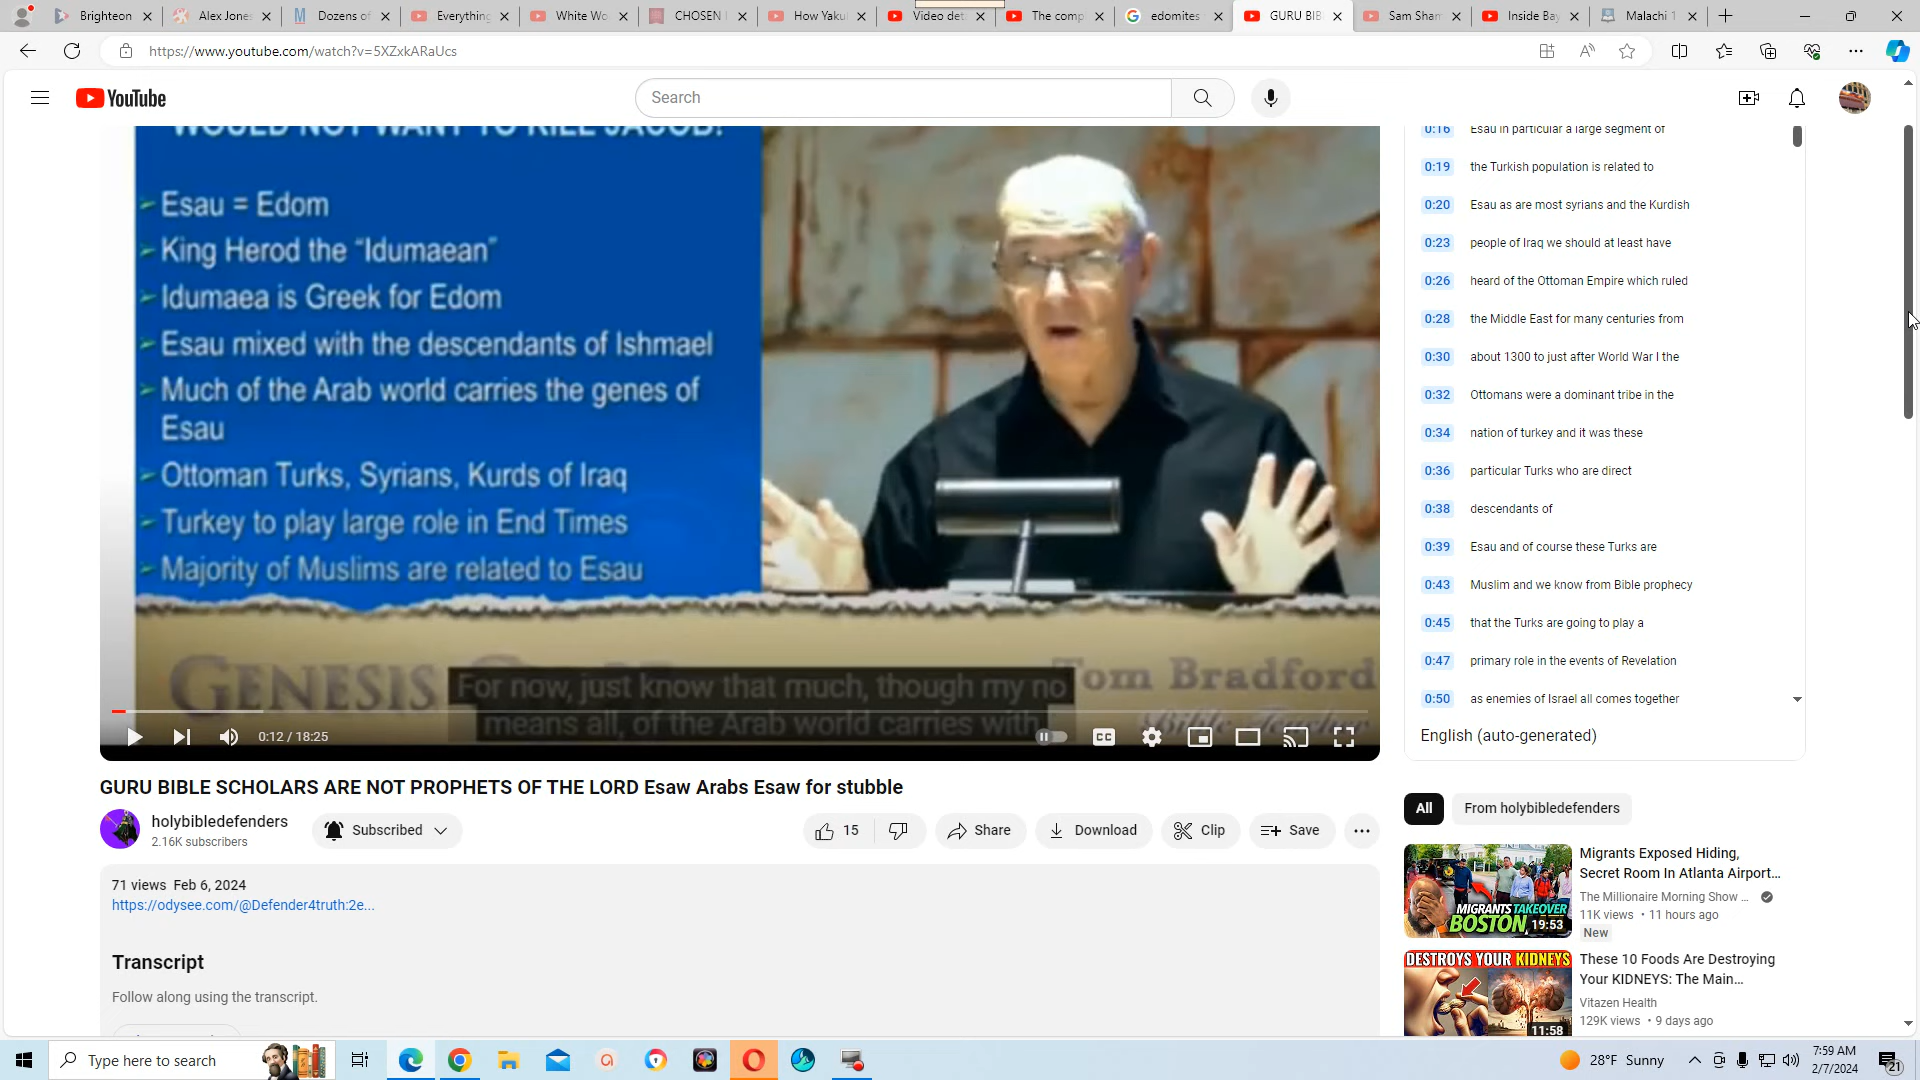 Brighteon
Alex Jones
Dozens of
Everything
White Wo
CHOSEN
How Yaku
Video det
The comp
edomites
GURU BIB
Sam Sham
Inside Bay
Malachi 1
https://www.youtube.com/watch?v=5XZxkARaUcs
YouTube
Search
WOULD NOT WANT TO KILL JACOB!
Esau = Edom
King Herod the "Idumaean"
Idumaea is Greek for Edom
Esau mixed with the descendants of Ishmael
Much of the Arab world carries the genes of
Esau
Ottoman Turks, Syrians, Kurds of Iraq
Turkey to play large role in End Times
Majority of Muslims are related to Esau
GENESIS
Tom Bradford
For now, just know that much, though my no
means all, of the Arab world carries with
0:12 / 18:25
CC
0:16 Esau in particular a large segment of
0:19 the Turkish population is related to
0:20 Esau as are most syrians and the Kurdish
0:23 people of Iraq we should at least have
0:26 heard of the Ottoman Empire which ruled
0:28 the Middle East for many centuries from
0:30 about 1300 to just after World War I the
0:32 Ottomans were a dominant tribe in the
0:34 nation of turkey and it was these
0:36 particular Turks who are direct
0:38 descendants of
0:39 Esau and of course these Turks are
0:43 Muslim and we know from Bible prophecy
0:45 that the Turks are going to play a
0:47 primary role in the events of Revelation
0:50 as enemies of Israel all comes together
English (auto-generated)
GURU BIBLE SCHOLARS ARE NOT PROPHETS OF THE LORD Esaw Arabs Esaw for stubble
holybibledefenders
2.16K subscribers
Subscribed
15
Share
Download
Clip
Save
71 views Feb 6, 2024
https://odysee.com/@Defender4truth:2e...
Transcript
Follow along using the transcript.
All
From holybibledefenders
MIGRANTS TAKEOVER
BOSTON
19:53
Migrants Exposed Hiding,
Secret Room In Atlanta Airport...
The Millionaire Morning Show ...
11K views • 11 hours ago
New
DESTROYS YOUR KIDNEYS
11:58
These 10 Foods Are Destroying
Your KIDNEYS: The Main...
Vitazen Health
129K views • 9 days ago
Type here to search
28°F Sunny
7:59 AM
2/7/2024
21